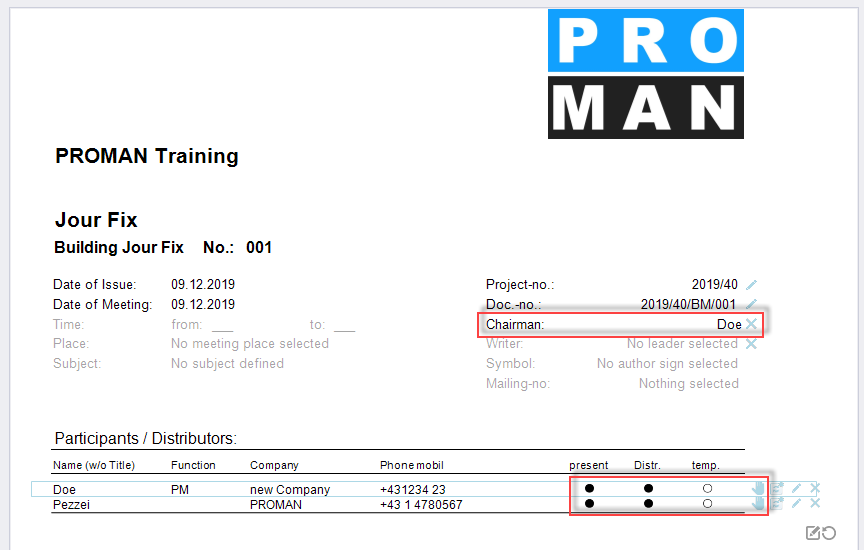 PRO
MAN
PROMAN Training
Jour Fix
Building Jour Fix No.: 001
Date of Issue: 09.12.2019 Project-no.: 2019/40
Date of Meeting: 09.12.2019 Doc.-no.: 2019/40/BM/001
Time: from: ___ to: ___ Chairman: Doe
Place: No meeting place selected Writer: No leader selected
Subject: No subject defined Symbol: No author sign selected
Mailing-no: Nothing selected
Participants / Distributors:
Name (w/o Title) Function Company Phone mobil present Distr. temp.
Doe PM new Company +431234 23
Pezzei PROMAN +43 1 4780567